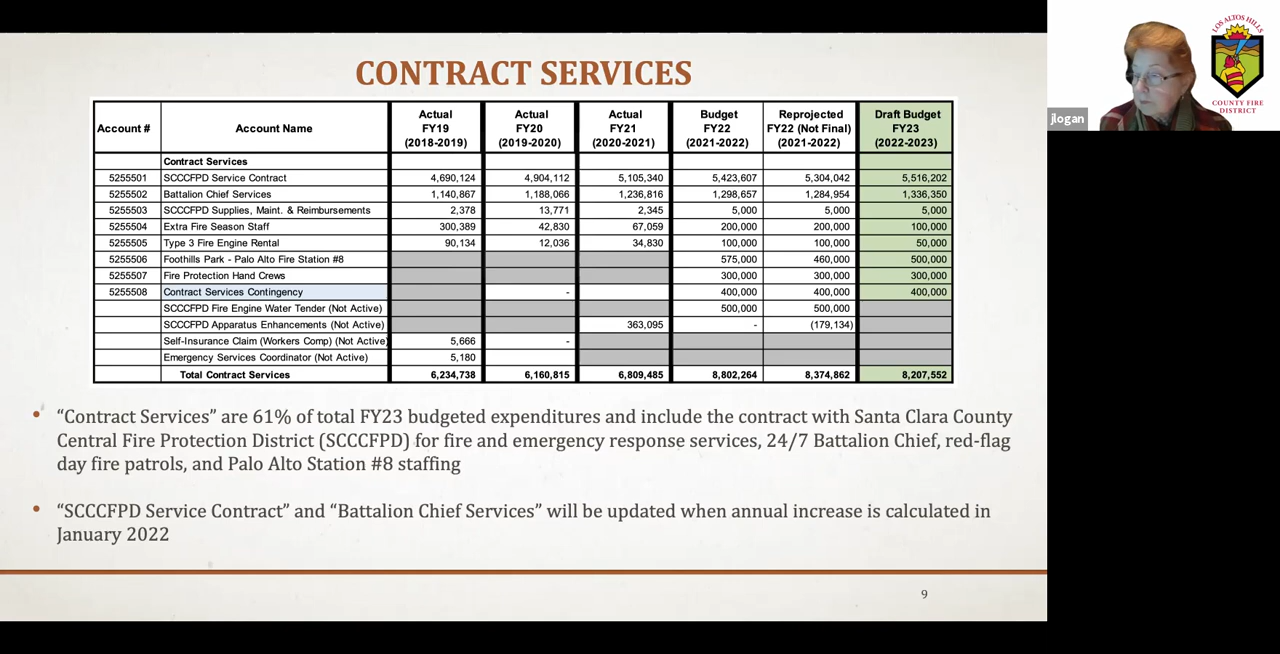 CONTRACT SERVICES
Account # Account Name Actual FY19 (2018-2019) Actual FY20 (2019-2020) Actual FY21 (2020-2021) Budget FY22 (2021-2022) Reprojected FY22 (Not Final) (2021-2022) Draft Budget FY23 (2022-2023)
Contract Services
5255501 SCCCFPD Service Contract 4,690,124 4,904,112 5,105,340 5,423,607 5,304,042 5,516,202
5255502 Battalion Chief Services 1,140,867 1,188,066 1,236,816 1,298,657 1,284,954 1,336,350
5255503 SCCCFPD Supplies, Maint. & Reimbursements 2,378 13,771 2,345 5,000 5,000 5,000
5255504 Extra Fire Season Staff 300,389 42,830 67,059 200,000 200,000 100,000
5255505 Type 3 Fire Engine Rental 90,134 12,036 34,830 100,000 100,000 50,000
5255506 Foothills Park - Palo Alto Fire Station #8 575,000 460,000 500,000
5255507 Fire Protection Hand Crews 300,000 300,000 300,000
5255508 Contract Services Contingency - 400,000 400,000 400,000
SCCCFPD Fire Engine Water Tender (Not Active) 500,000 500,000
SCCCFPD Apparatus Enhancements (Not Active) 363,095 - (179,134)
Self-Insurance Claim (Workers Comp) (Not Active) 5,666 -
Emergency Services Coordinator (Not Active) 5,180
Total Contract Services 6,234,738 6,160,815 6,809,485 8,802,264 8,374,862 8,207,552
• “Contract Services” are 61% of total FY23 budgeted expenditures and include the contract with Santa Clara County
Central Fire Protection District (SCCCFPD) for fire and emergency response services, 24/7 Battalion Chief, red-flag
day fire patrols, and Palo Alto Station #8 staffing
• “SCCCFPD Service Contract” and “Battalion Chief Services” will be updated when annual increase is calculated in
January 2022
9
jlogan
LOS ALTOS HILLS
COUNTY FIRE
DISTRICT